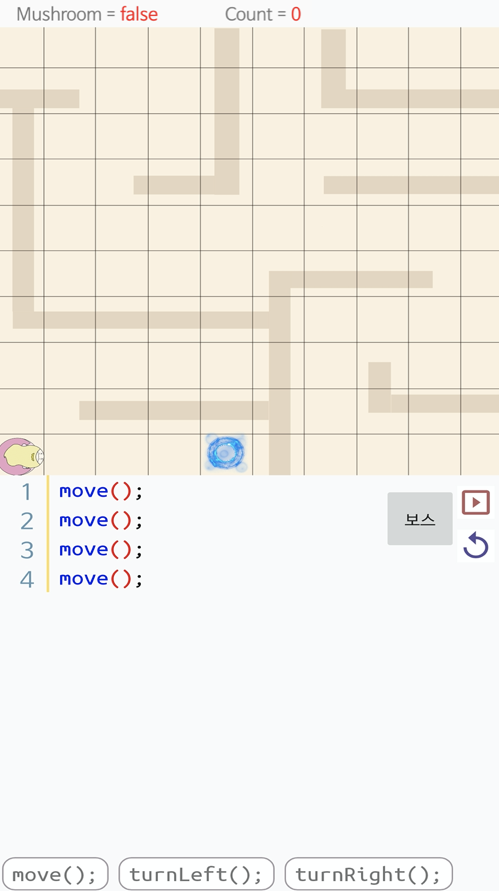 Mushroom = false Count = 0
1 move();
2 move();
3 move();
4 move();
보스
move(); turnLeft(); turnRight();